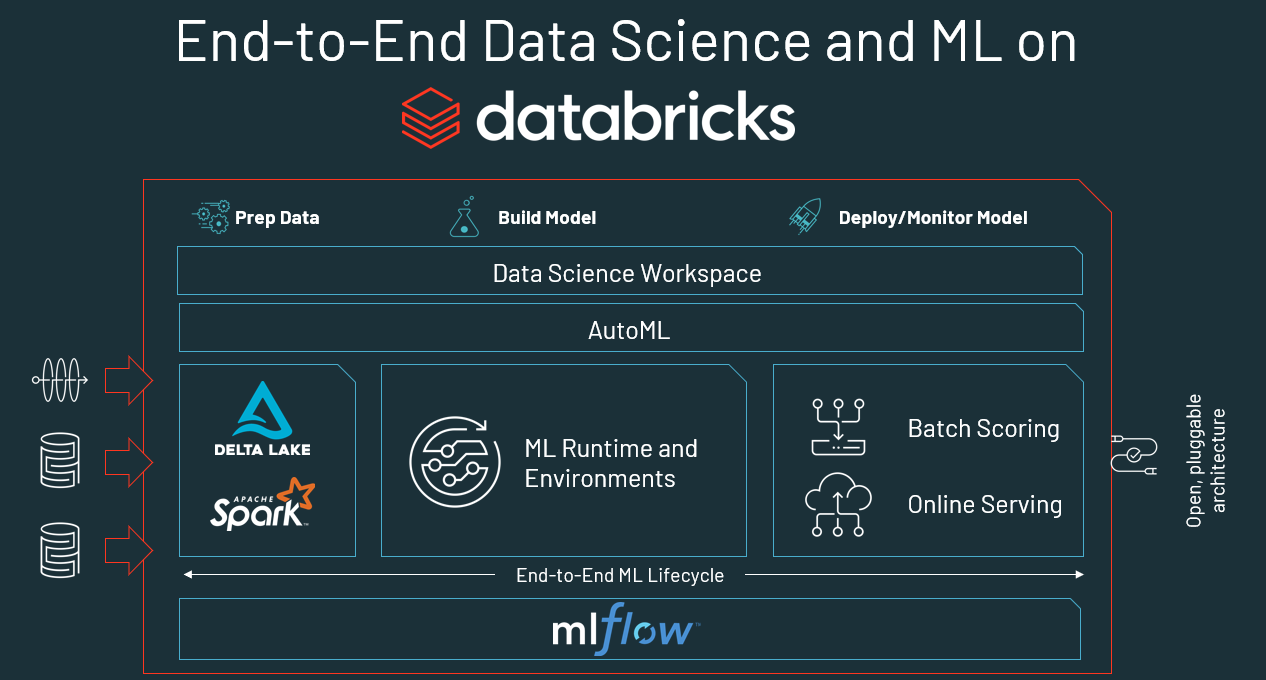 End-to-End Data Science and ML on
databricks
Prep Data
Build Model
Deploy/Monitor Model
Data Science Workspace
AutoML
DELTA LAKE
APACHE
Spark™
ML Runtime and
Environments
Batch Scoring
Online Serving
Open, pluggable
architecture
End-to-End ML Lifecycle
mlflow™